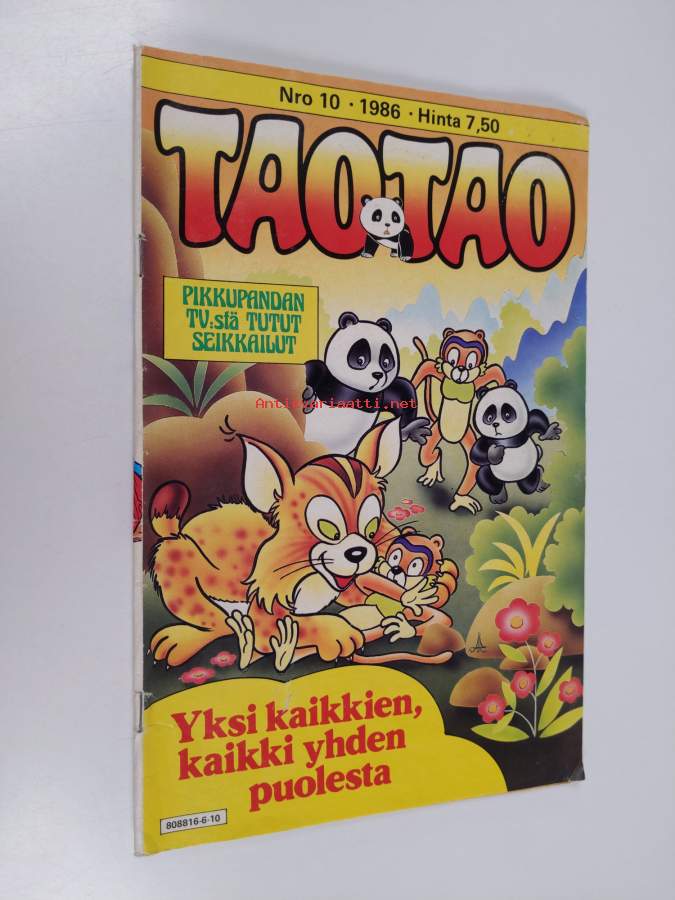 Nro 10 · 1986 · Hinta 7,50
TAOTAO
PIKKUPANDAN
TV:stä TUTUT
SEIKKAILUT
Antikvariaatti.net
Yksi kaikkien,
kaikki yhden
puolesta
808816-6-10